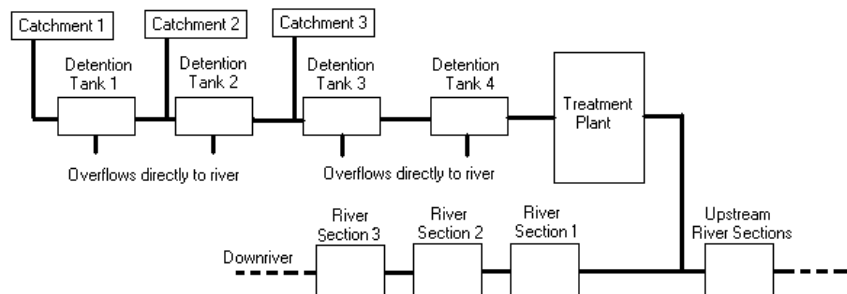 Catchment 1
Catchment 2
Catchment 3
Detention
Tank 1
Detention
Tank 2
Detention
Tank 3
Detention
Tank 4
Treatment
Plant
Overflows directly to river
Overflows directly to river
River
Section 3
River
Section 2
River
Section 1
Upstream
River Sections
Downriver